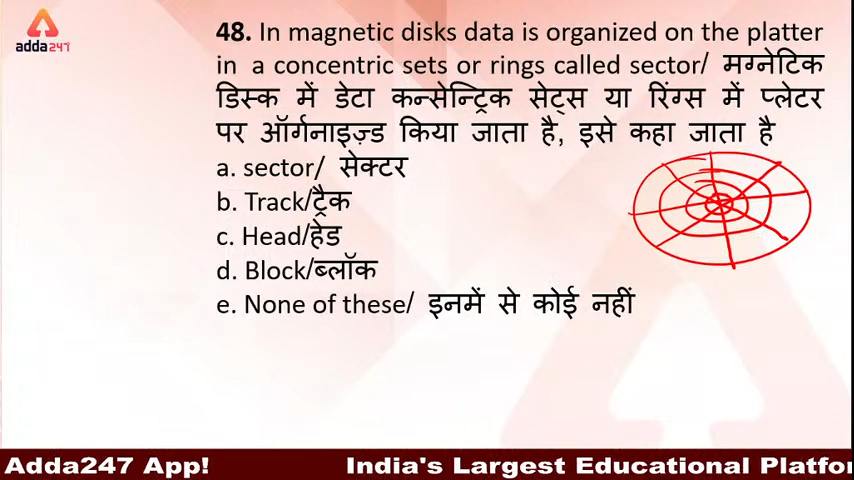 adda247
48. In magnetic disks data is organized on the platter
in a concentric sets or rings called sector/ मग्नेटिक
डिस्क में डेटा कन्सेन्ट्रिक सेट्स या रिंग्स में प्लेटर
पर ऑर्गनाइज़्ड किया जाता है, इसे कहा जाता है
a. sector/ सेक्टर
b. Track/ट्रैक
c. Head/हेड
d. Block/ब्लॉक
e. None of these/ इनमें से कोई नहीं
Adda247 App! India's Largest Educational Platfo